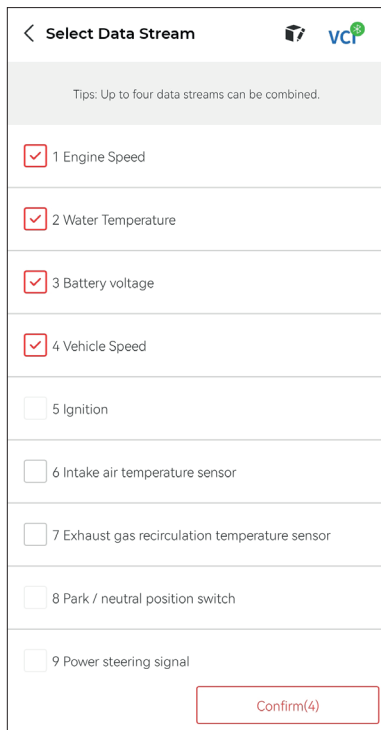 Select Data Stream
VCI
Tips: Up to four data streams can be combined.
1 Engine Speed
2 Water Temperature
3 Battery voltage
4 Vehicle Speed
5 Ignition
6 Intake air temperature sensor
7 Exhaust gas recirculation temperature sensor
8 Park / neutral position switch
9 Power steering signal
Confirm(4)